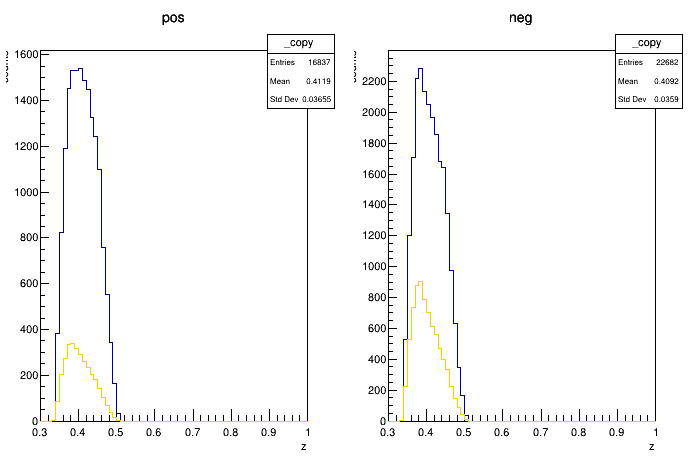 pos
neg
_copy
Entries 16837
Mean 0.4119
Std Dev 0.03655
_copy
Entries 22682
Mean 0.4092
Std Dev 0.0359
1600
1400
1200
1000
800
600
400
200
0
0.3 0.4 0.5 0.6 0.7 0.8 0.9 1
z
2200
2000
1800
1600
1400
1200
1000
800
600
400
200
0
0.3 0.4 0.5 0.6 0.7 0.8 0.9 1
z